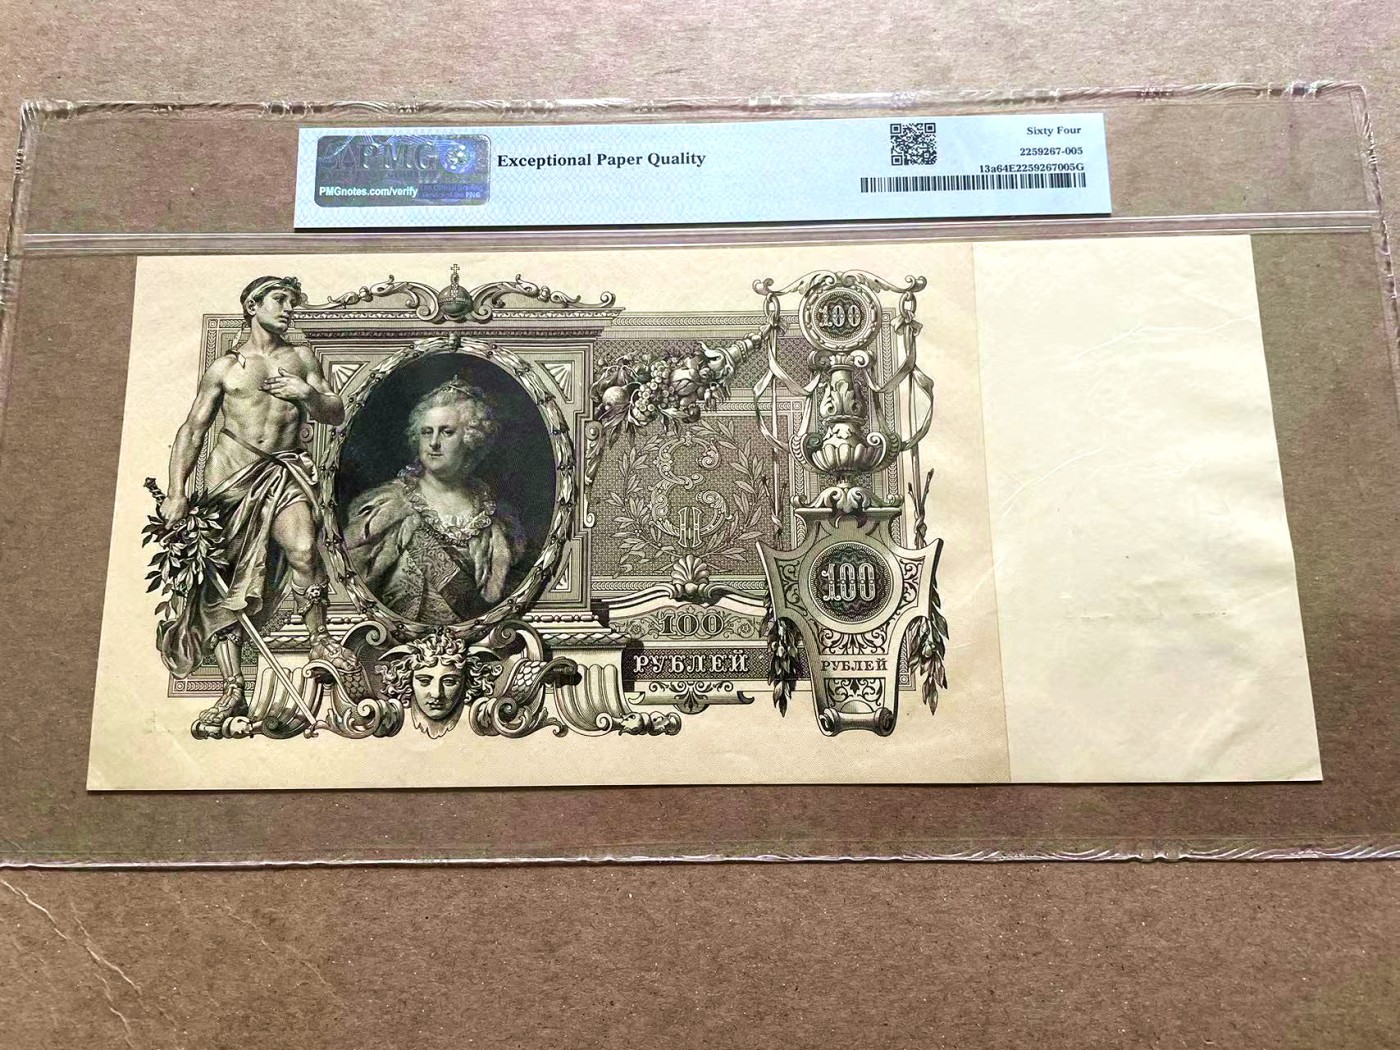 PMG
PMGnotes.com/verify
Exceptional Paper Quality
Sixty Four
2259267-005
13a64E2259267005G
100
100
РУБЛЕЙ
100
РУБЛЕЙ